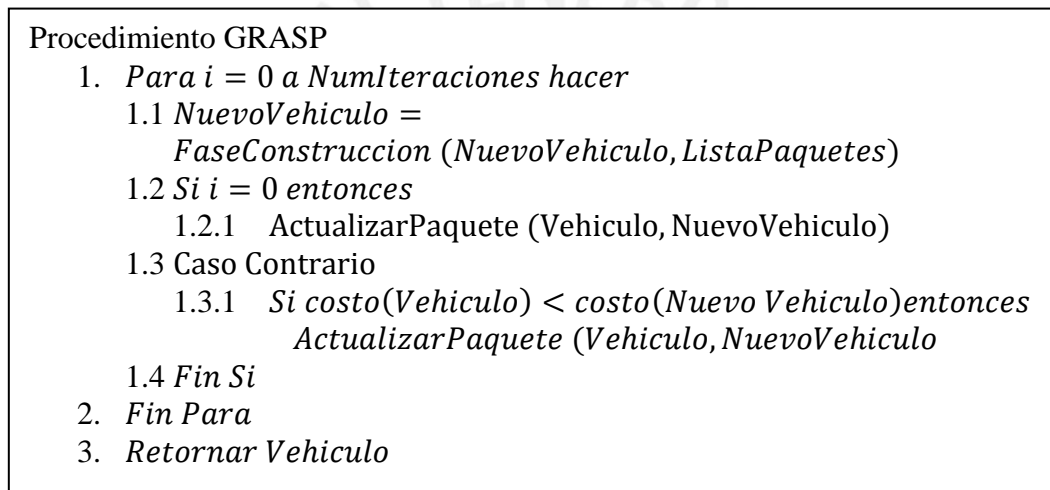 Procedimiento GRASP
1. Para i = 0 a NumIteraciones hacer
1.1 NuevoVehiculo =
FaseConstruccion (NuevoVehiculo, ListaPaquetes)
1.2 Si i = 0 entonces
1.2.1 ActualizarPaquete (Vehiculo, NuevoVehiculo)
1.3 Caso Contrario
1.3.1 Si costo(Vehiculo) < costo(Nuevo Vehiculo)entonces
ActualizarPaquete (Vehiculo, NuevoVehiculo
1.4 Fin Si
2. Fin Para
3. Retornar Vehiculo